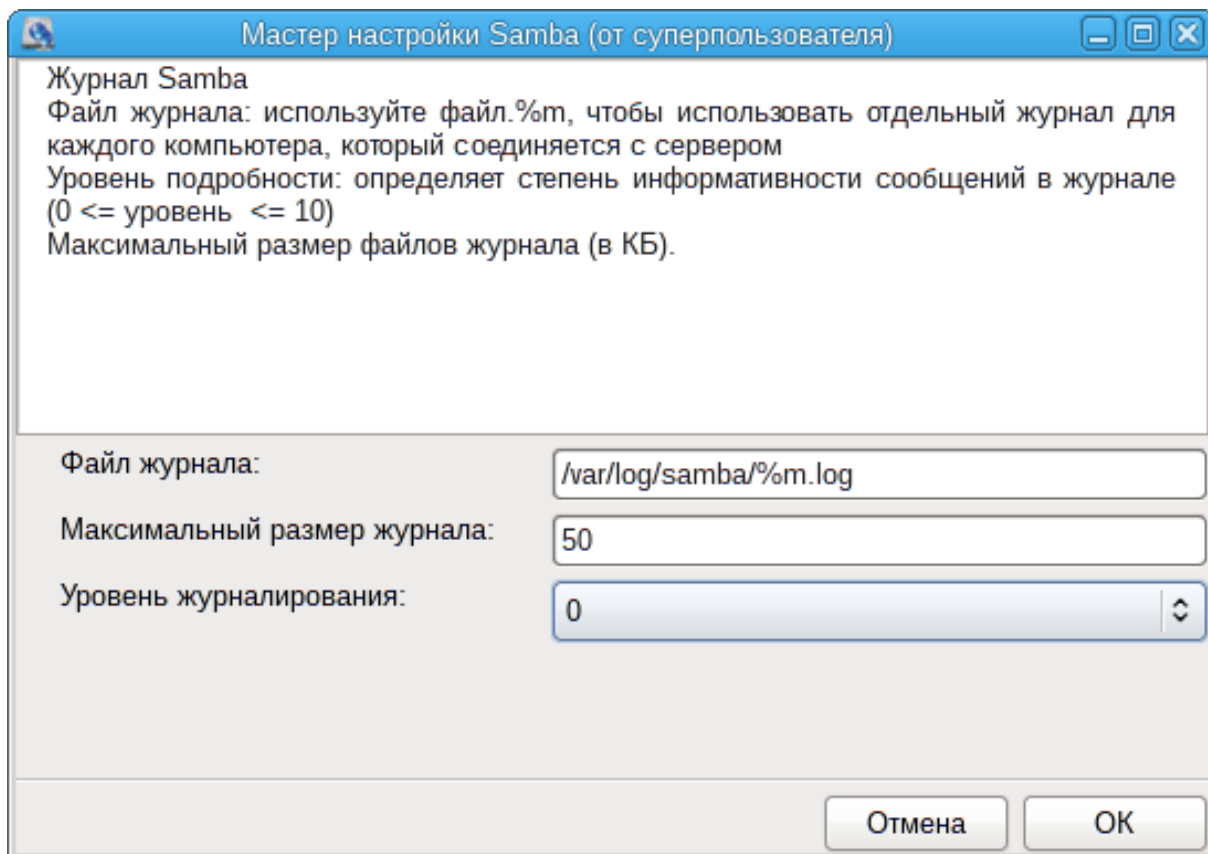 Мастер настройки Samba (от суперпользователя)
Журнал Samba
Файл журнала: используйте файл.%m, чтобы использовать отдельный журнал для
каждого компьютера, который соединяется с сервером
Уровень подробности: определяет степень информативности сообщений в журнале
(0 <= уровень  <= 10)
Максимальный размер файлов журнала (в КБ).
Файл журнала:
/var/log/samba/%m.log
Максимальный размер журнала:
50
Уровень журналирования:
0
Отмена
ОК